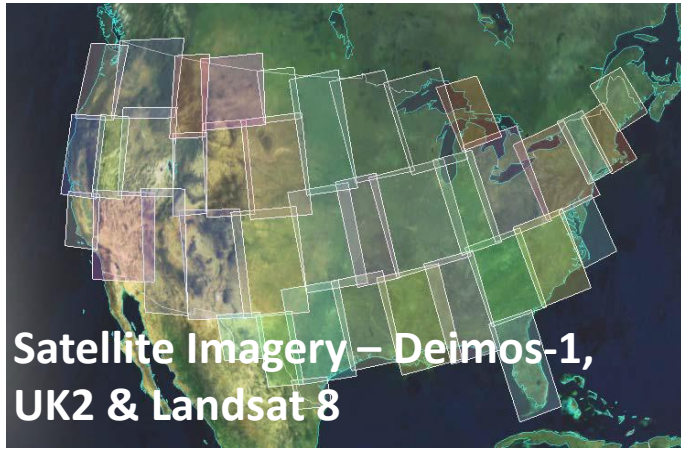 Satellite Imagery – Deimos-1,
UK2 & Landsat 8